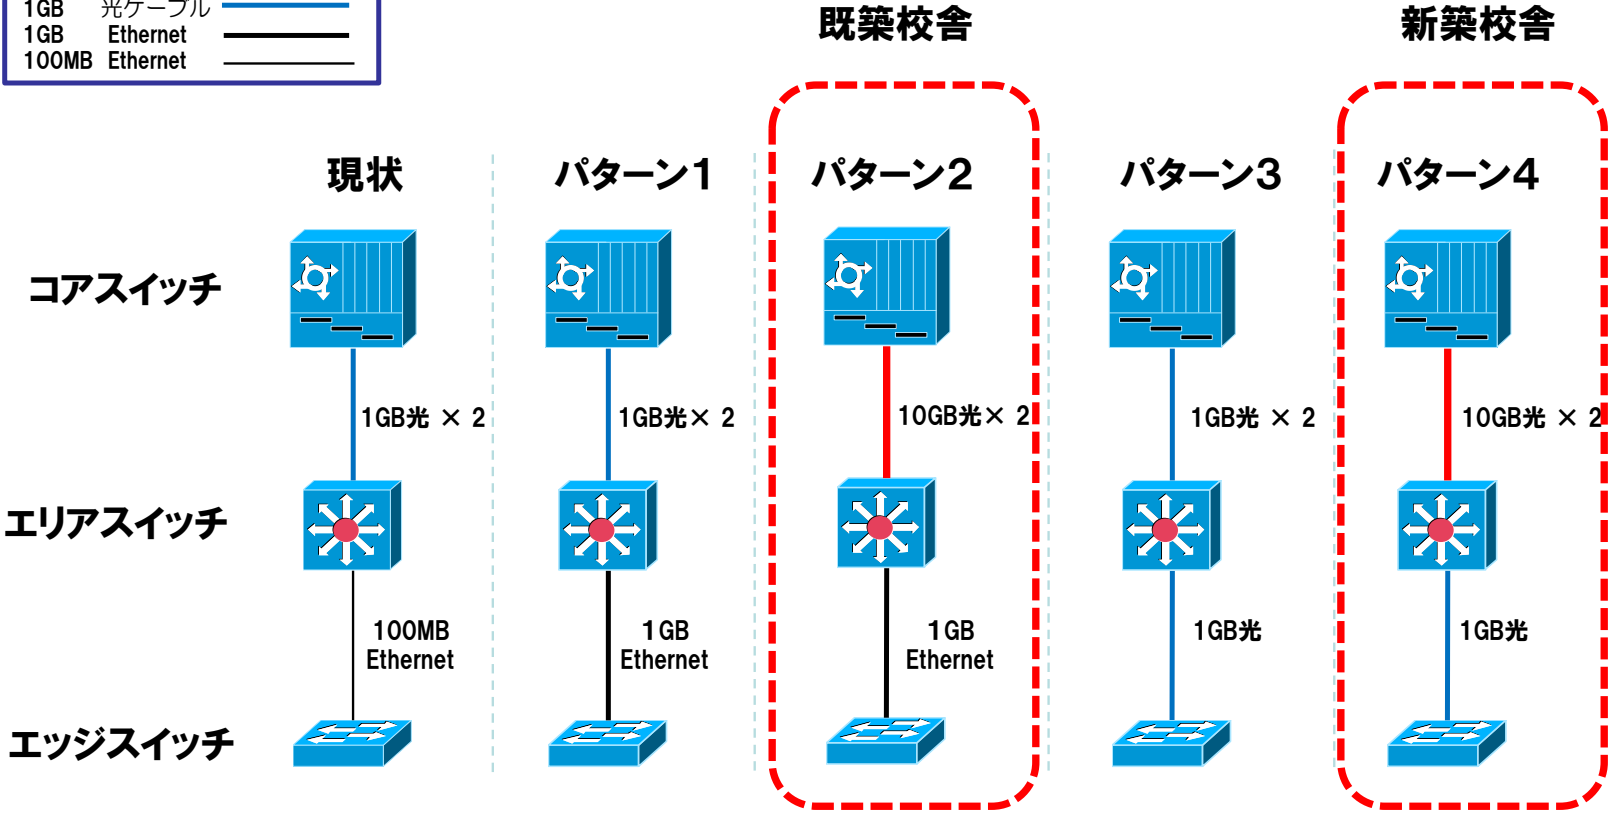 1GB 光ケーブル
1GB Ethernet
100MB Ethernet
既築校舎
新築校舎
現状
パターン1
パターン2
パターン3
パターン4
コアスイッチ
1GB光 × 2
1GB光× 2
10GB光× 2
1GB光 × 2
10GB光 × 2
エリアスイッチ
100MB
Ethernet
1GB
Ethernet
1GB
Ethernet
1GB光
1GB光
エッジスイッチ